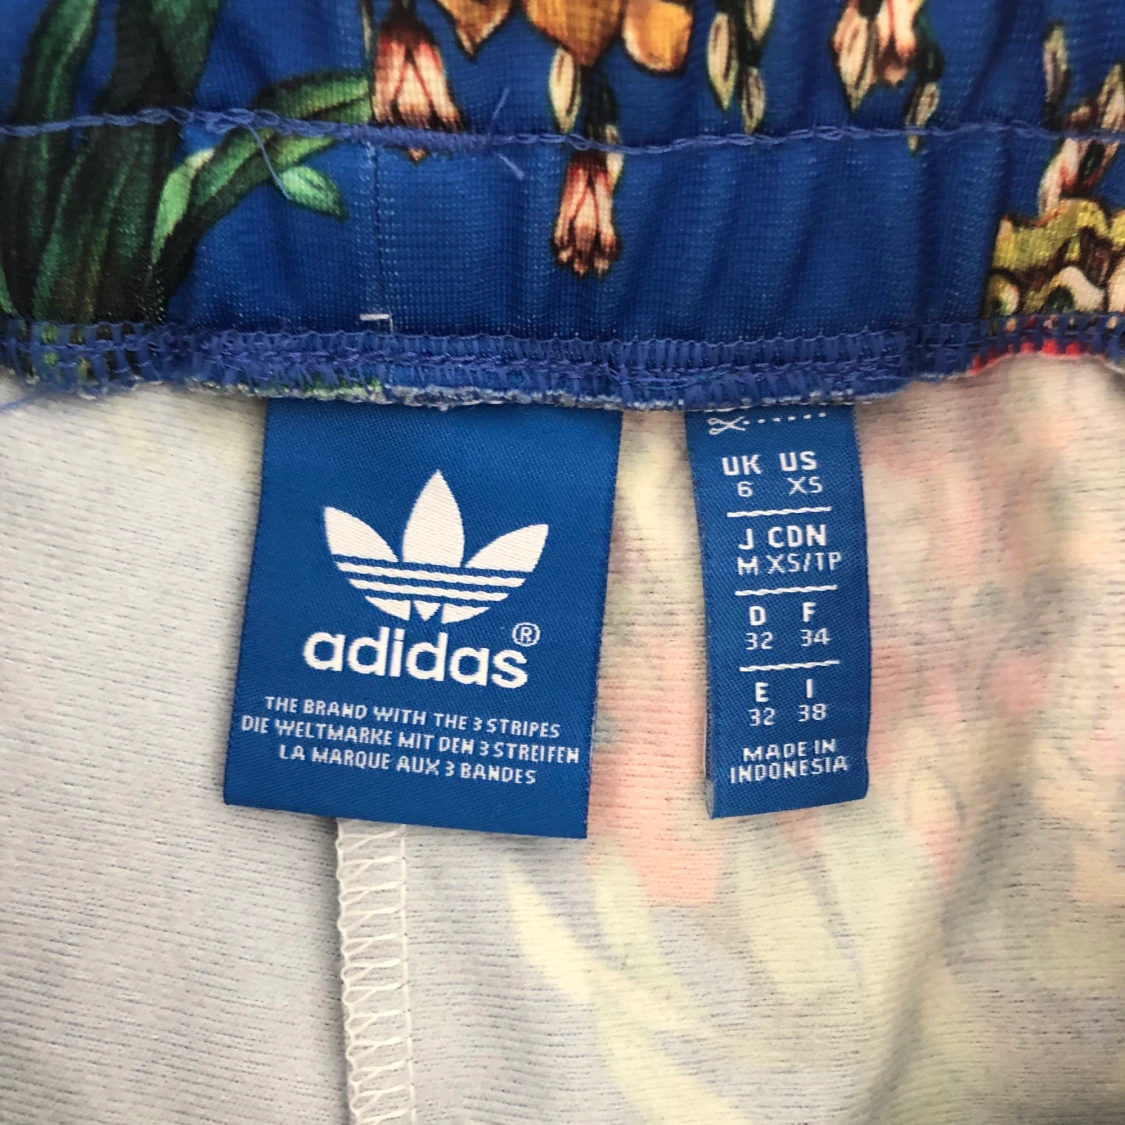 adidas®
THE BRAND WITH THE 3 STRIPES
DIE WELTMARKE MIT DEN 3 STREIFEN
LA MARQUE AUX 3 BANDES
UK US
6 XS
J CDN
M XS/TP
D F
32 34
E I
32 38
MADE IN
INDONESIA